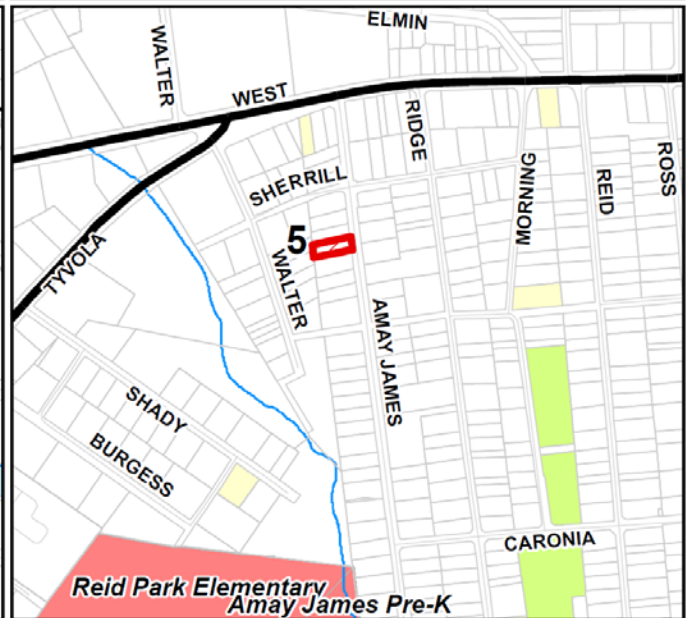 ELMIN
WALTER
WEST
RIDGE
SHERRILL
MORNING
REID
ROSS
5
WALTER
TYVOLA
AMAY JAMES
SHADY
BURGESS
CARONIA
Reid Park Elementary
Amay James Pre-K